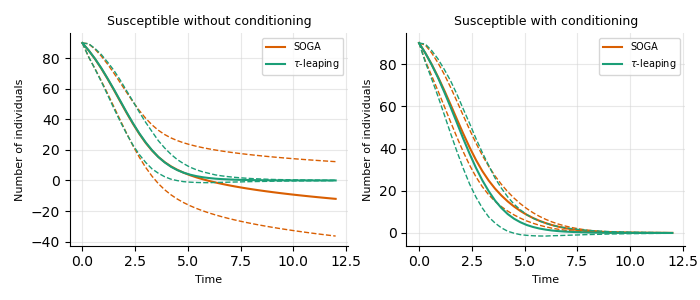 Susceptible without conditioning
Number of individuals
80
60
40
20
0
−20
−40
0.0
2.5
5.0
7.5
10.0
12.5
Time
SOGA
τ-leaping
Susceptible with conditioning
Number of individuals
80
60
40
20
0
0.0
2.5
5.0
7.5
10.0
12.5
Time
SOGA
τ-leaping